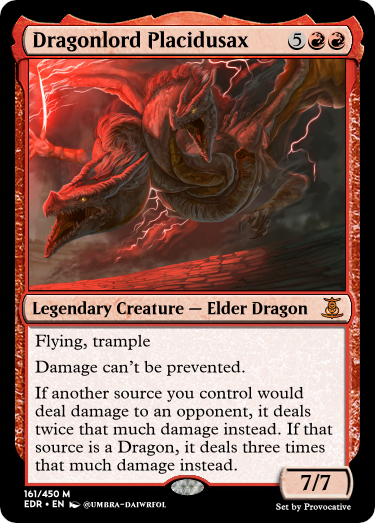 Dragonlord Placidusax 5
Legendary Creature — Elder Dragon
Flying, trample
Damage can't be prevented.
If another source you control would
deal damage to an opponent, it deals
twice that much damage instead. If that
source is a Dragon, it deals three times
that much damage instead.
7/7
161/450 M
EDR • EN @UMBRA-DAIWRFOL
Set by Provocative